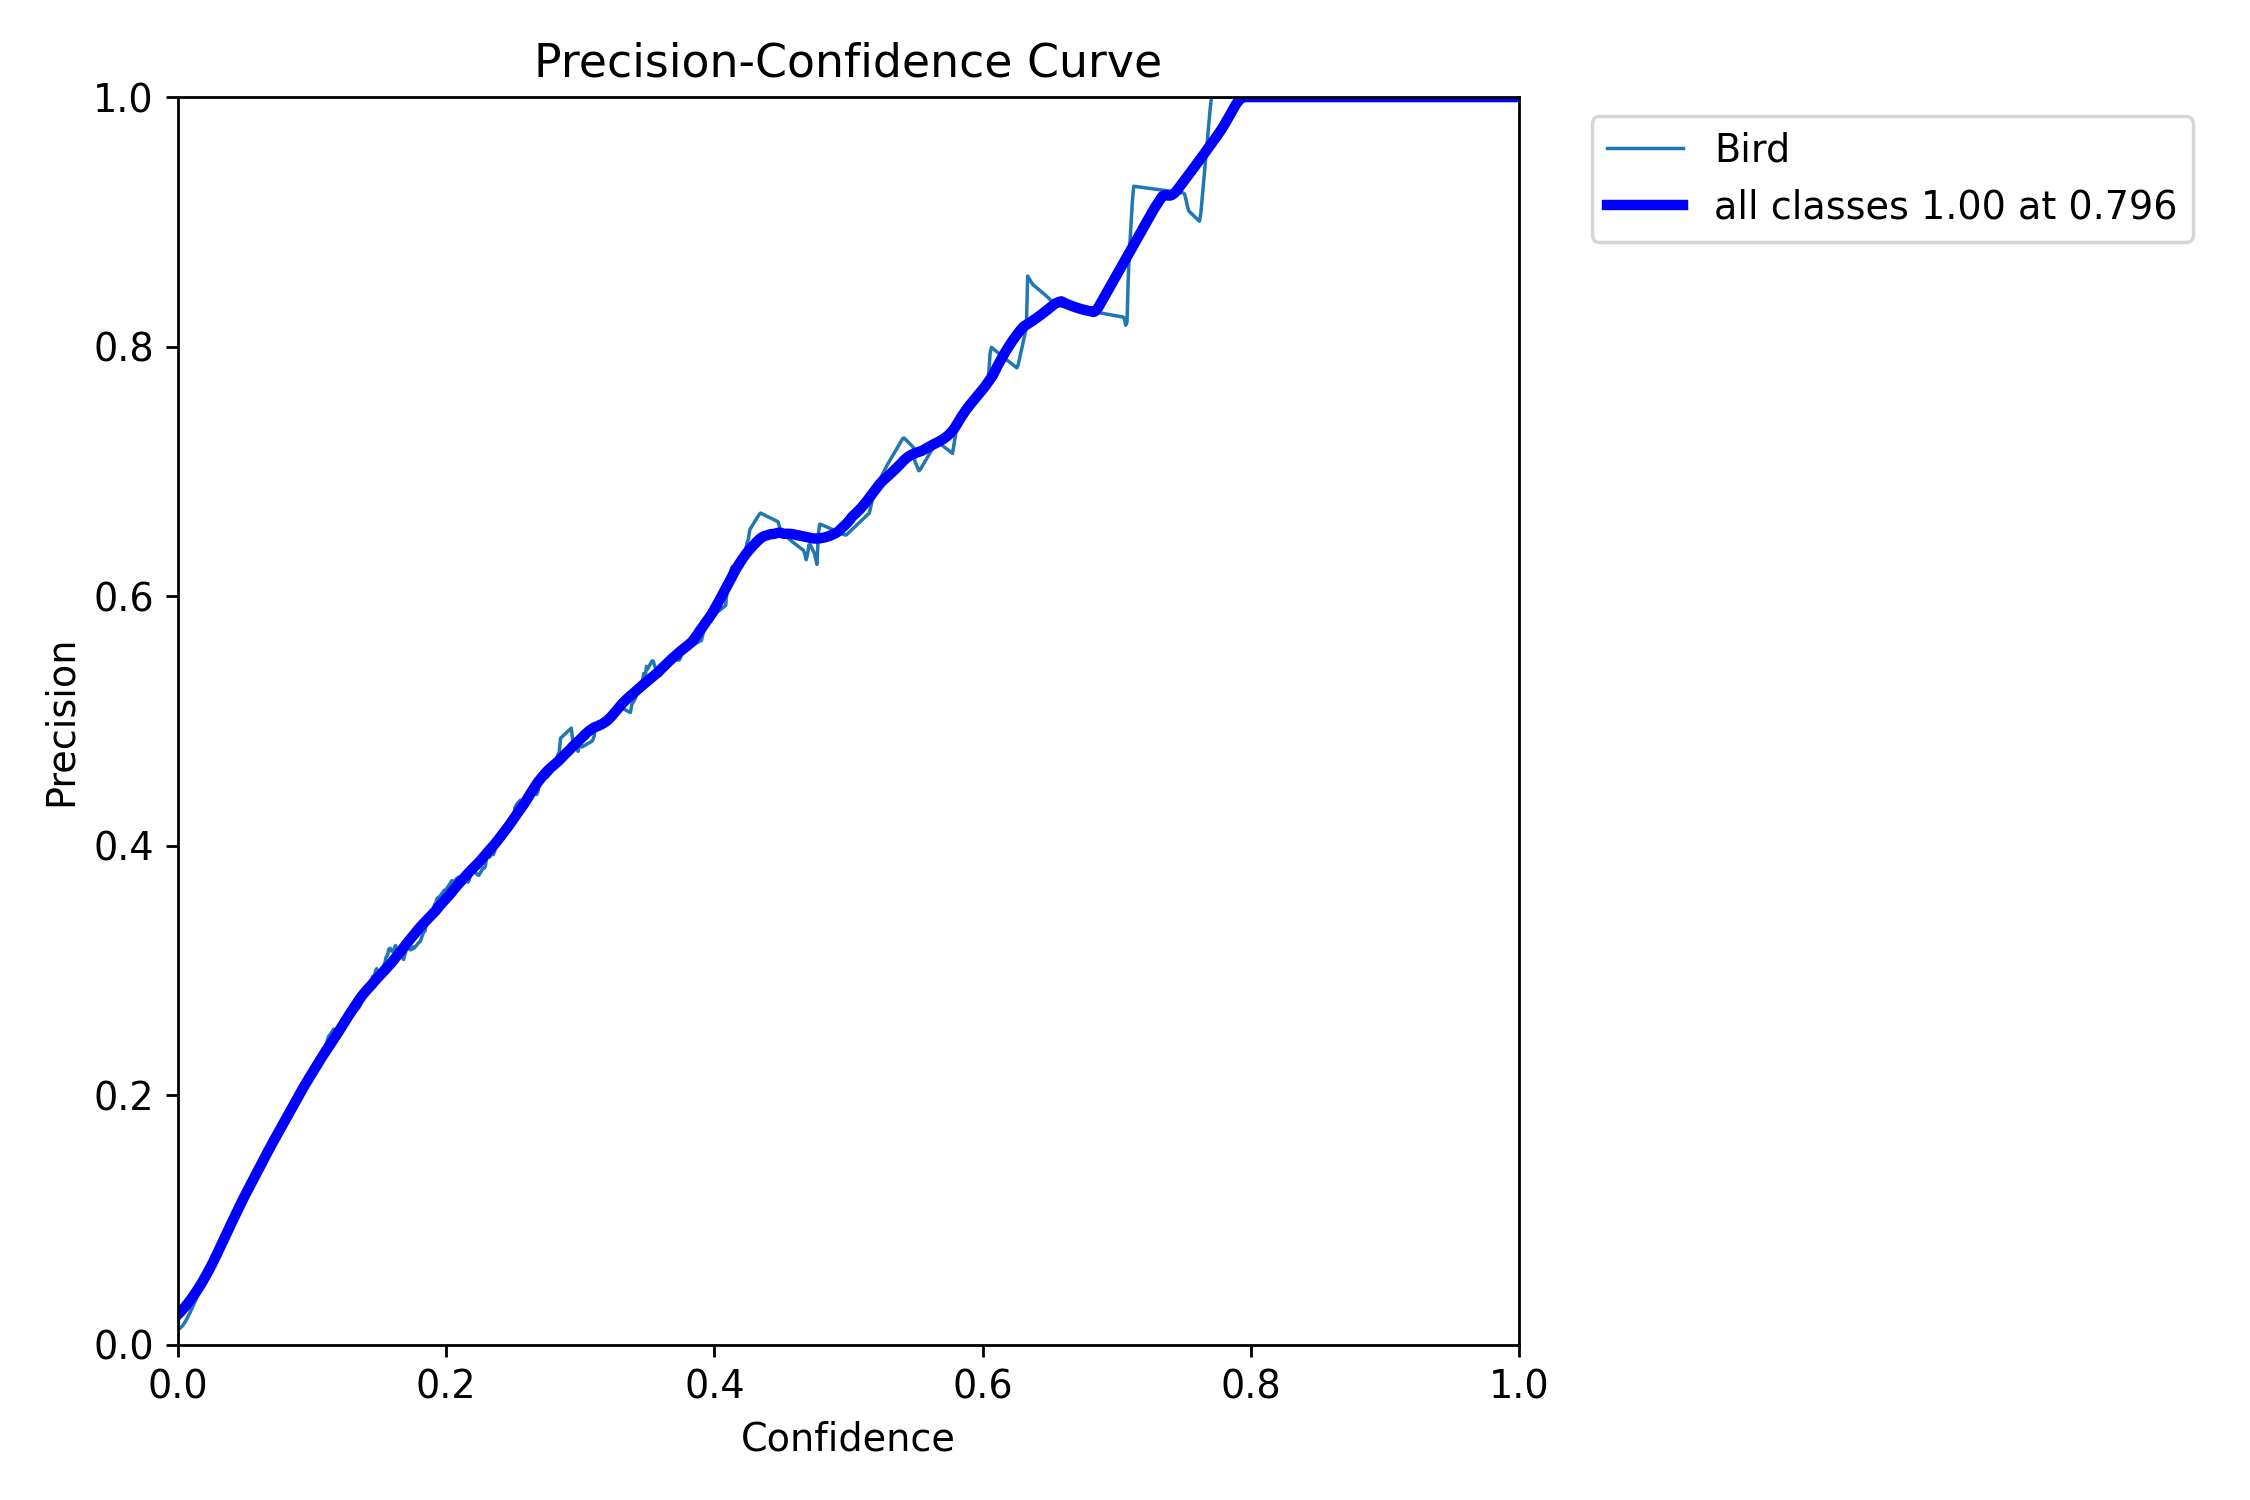 Precision-Confidence Curve
1.0
0.8
0.6
0.4
0.2
0.0
Precision
0.0 0.2 0.4 0.6 0.8 1.0
Confidence
Bird
all classes 1.00 at 0.796